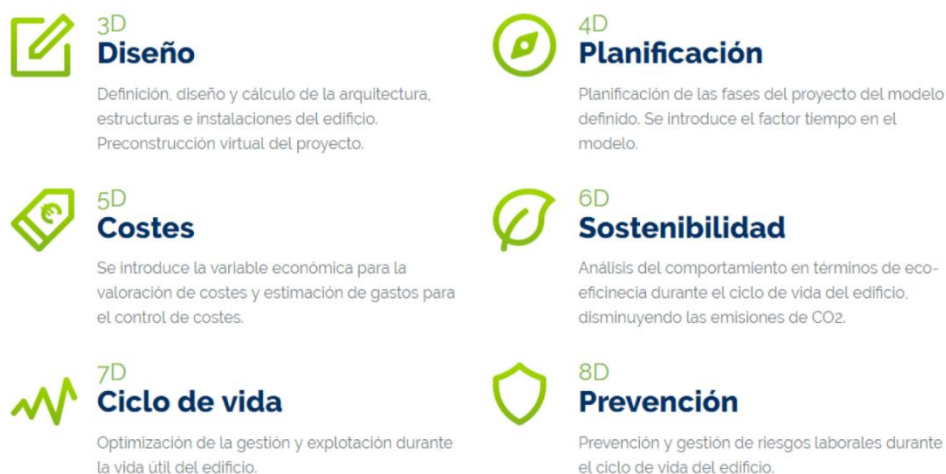 3D
Diseño
Definición, diseño y cálculo de la arquitectura,
estructuras e instalaciones del edificio.
Preconstrucción virtual del proyecto.
4D
Planificación
Planificación de las fases del proyecto del modelo
definido. Se introduce el factor tiempo en el
modelo.
5D
Costes
Se introduce la variable económica para la
valoración de costes y estimación de gastos para
el control de costes.
6D
Sostenibilidad
Análisis del comportamiento en términos de eco-
eficinecia durante el ciclo de vida del edificio,
disminuyendo las emisiones de CO2.
7D
Ciclo de vida
Optimización de la gestión y explotación durante
la vida útil del edificio.
8D
Prevención
Prevención y gestión de riesgos laborales durante
el ciclo de vida del edificio.